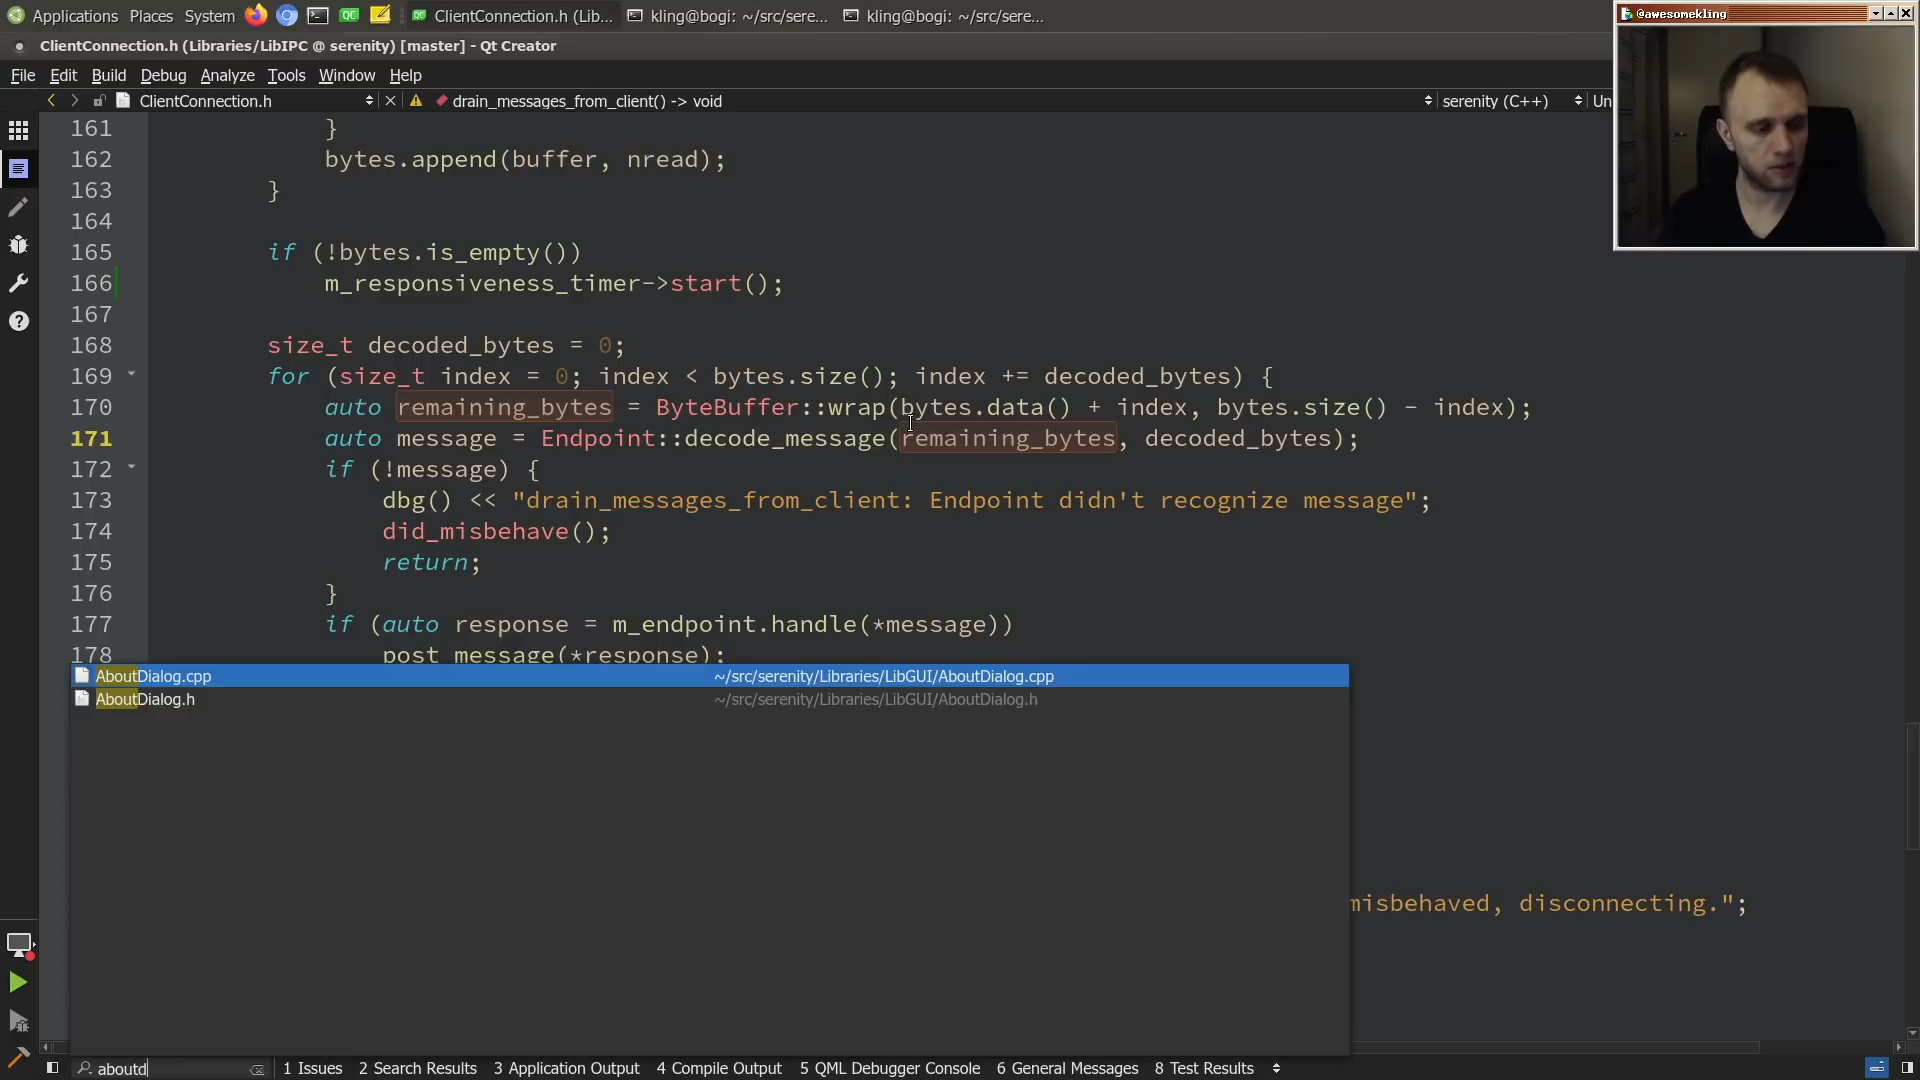 Applications Places System ClientConnection.h (Lib... kling@bogi: ~/src/sere... kling@bogi: ~/src/sere...
@awesomekling
ClientConnection.h (Libraries/LibIPC @ serenity) [master] - Qt Creator
File Edit Build Debug Analyze Tools Window Help
ClientConnection.h drain_messages_from_client() -> void serenity (C++) Un
161 }
162 bytes.append(buffer, nread);
163 }
164
165 if (!bytes.is_empty())
166 m_responsiveness_timer->start();
167
168 size_t decoded_bytes = 0;
169 for (size_t index = 0; index < bytes.size(); index += decoded_bytes) {
170 auto remaining_bytes = ByteBuffer::wrap(bytes.data() + index, bytes.size() - index);
171 auto message = Endpoint::decode_message(remaining_bytes, decoded_bytes);
172 if (!message) {
173 dbg() << "drain_messages_from_client: Endpoint didn't recognize message";
174 did_misbehave();
175 return;
176 }
177 if (auto response = m_endpoint.handle(*message))
178 post_message(*response);
AboutDialog.cpp ~/src/serenity/Libraries/LibGUI/AboutDialog.cpp
AboutDialog.h ~/src/serenity/Libraries/LibGUI/AboutDialog.h
misbehaved, disconnecting.";
aboutd 1 Issues 2 Search Results 3 Application Output 4 Compile Output 5 QML Debugger Console 6 General Messages 8 Test Results